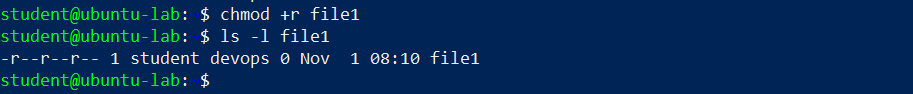 student@ubuntu-lab:~$ chmod +r file1
student@ubuntu-lab:~$ ls -l file1
-r--r--r-- 1 student devops 0 Nov  1 08:10 file1
student@ubuntu-lab:~$